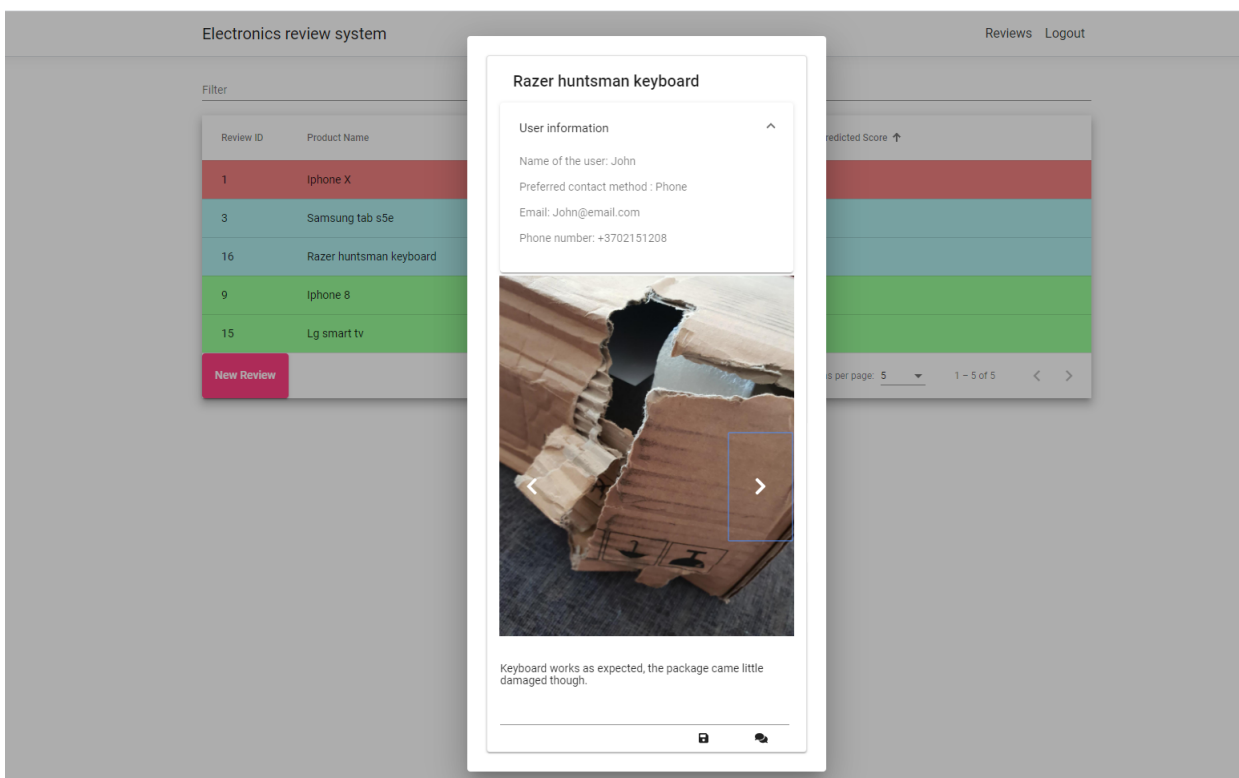 Electronics review system
Reviews Logout
Filter
Review ID Product Name
Score
1 Iphone X
3 Samsung tab s5e
16 Razer huntsman keyboard
9 Iphone 8
15 Lg smart tv
New Review
per page: 5 1 – 5 of 5
Razer huntsman keyboard
User information
Name of the user: John
Preferred contact method : Phone
Email: John@email.com
Phone number: +3702151208
Keyboard works as expected, the package came little
damaged though.